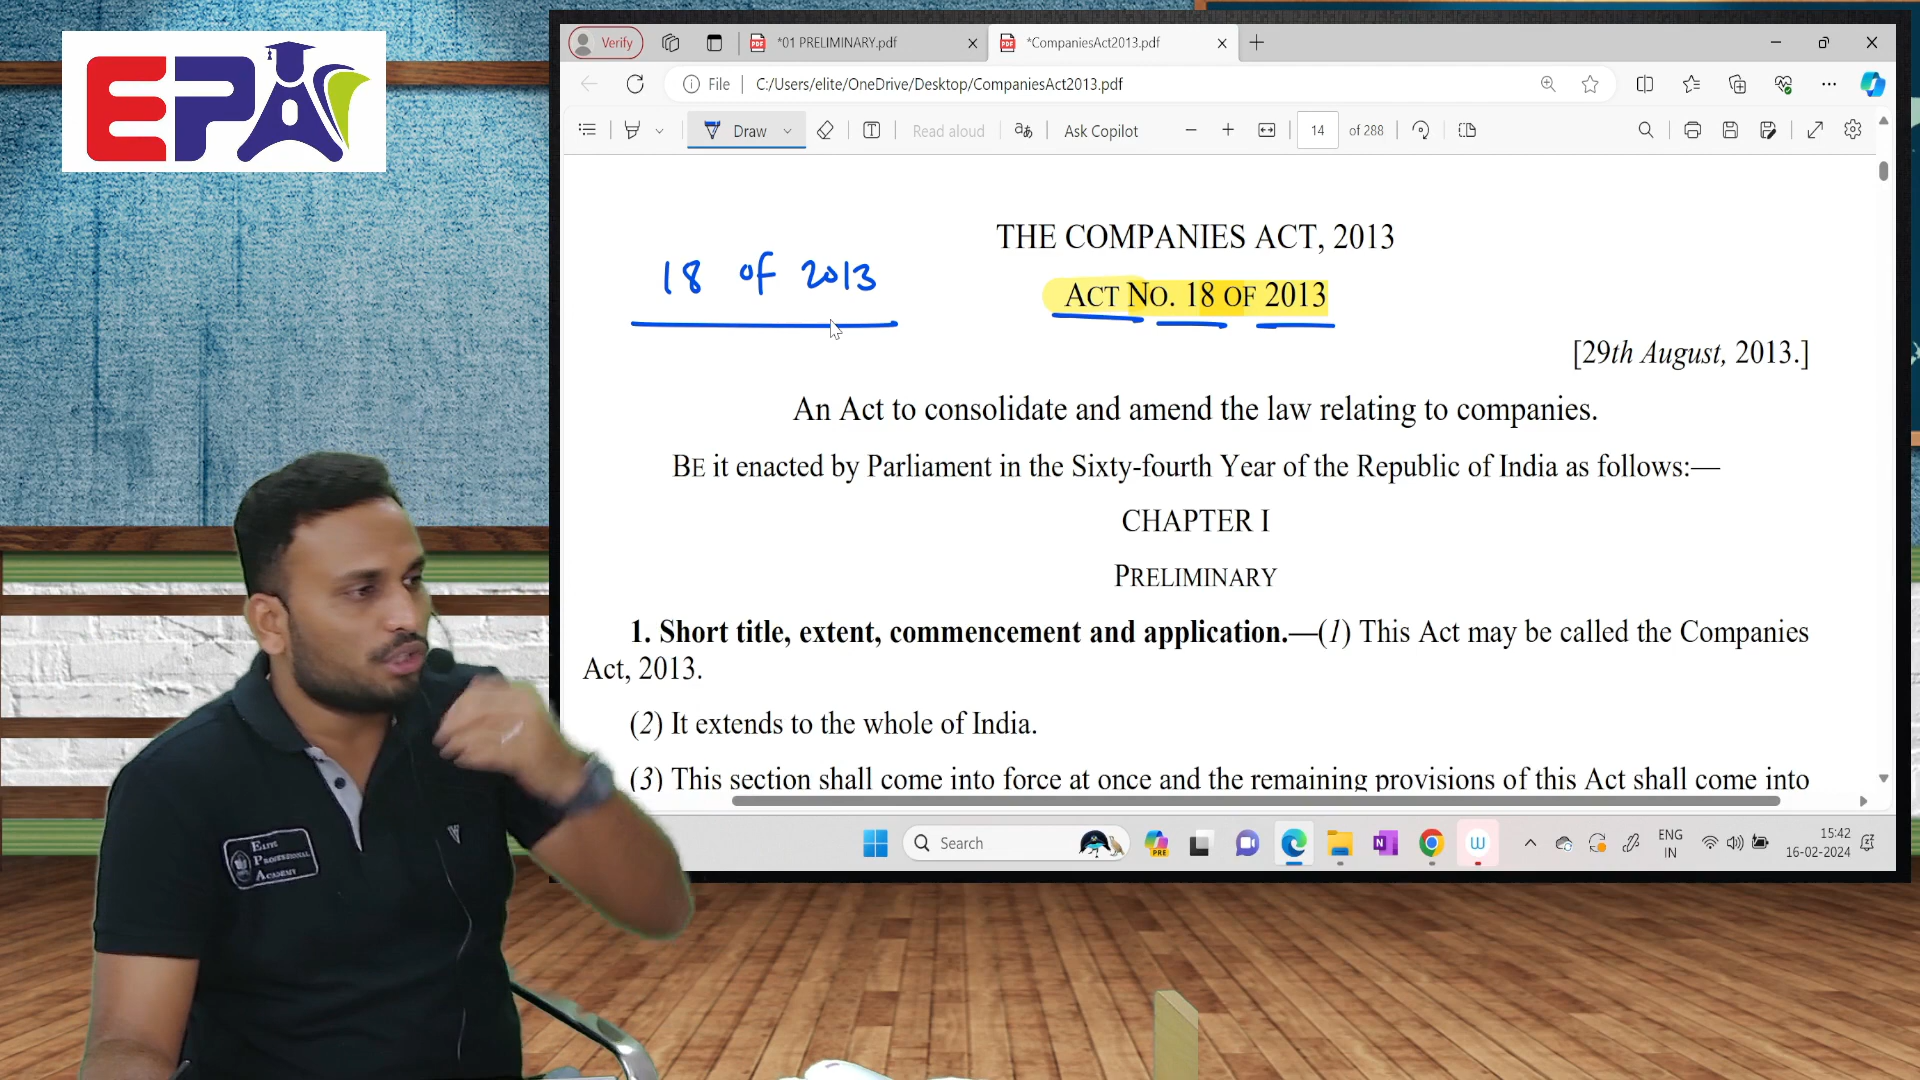 EPA
Verify
*01 PRELIMINARY.pdf
*CompaniesAct2013.pdf
File
C:/Users/elite/OneDrive/Desktop/CompaniesAct2013.pdf
Draw
Read aloud
Ask Copilot
14
of 288
THE COMPANIES ACT, 2013
18 of 2013
ACT NO. 18 OF 2013
[29th August, 2013.]
An Act to consolidate and amend the law relating to companies.
BE it enacted by Parliament in the Sixty-fourth Year of the Republic of India as follows:—
CHAPTER I
PRELIMINARY
1. Short title, extent, commencement and application.—(1) This Act may be called the Companies
Act, 2013.
(2) It extends to the whole of India.
(3) This section shall come into force at once and the remaining provisions of this Act shall come into
Search
PRE
ENG
IN
15:42
16-02-2024
ELITE
PROFESSIONAL
ACADEMY